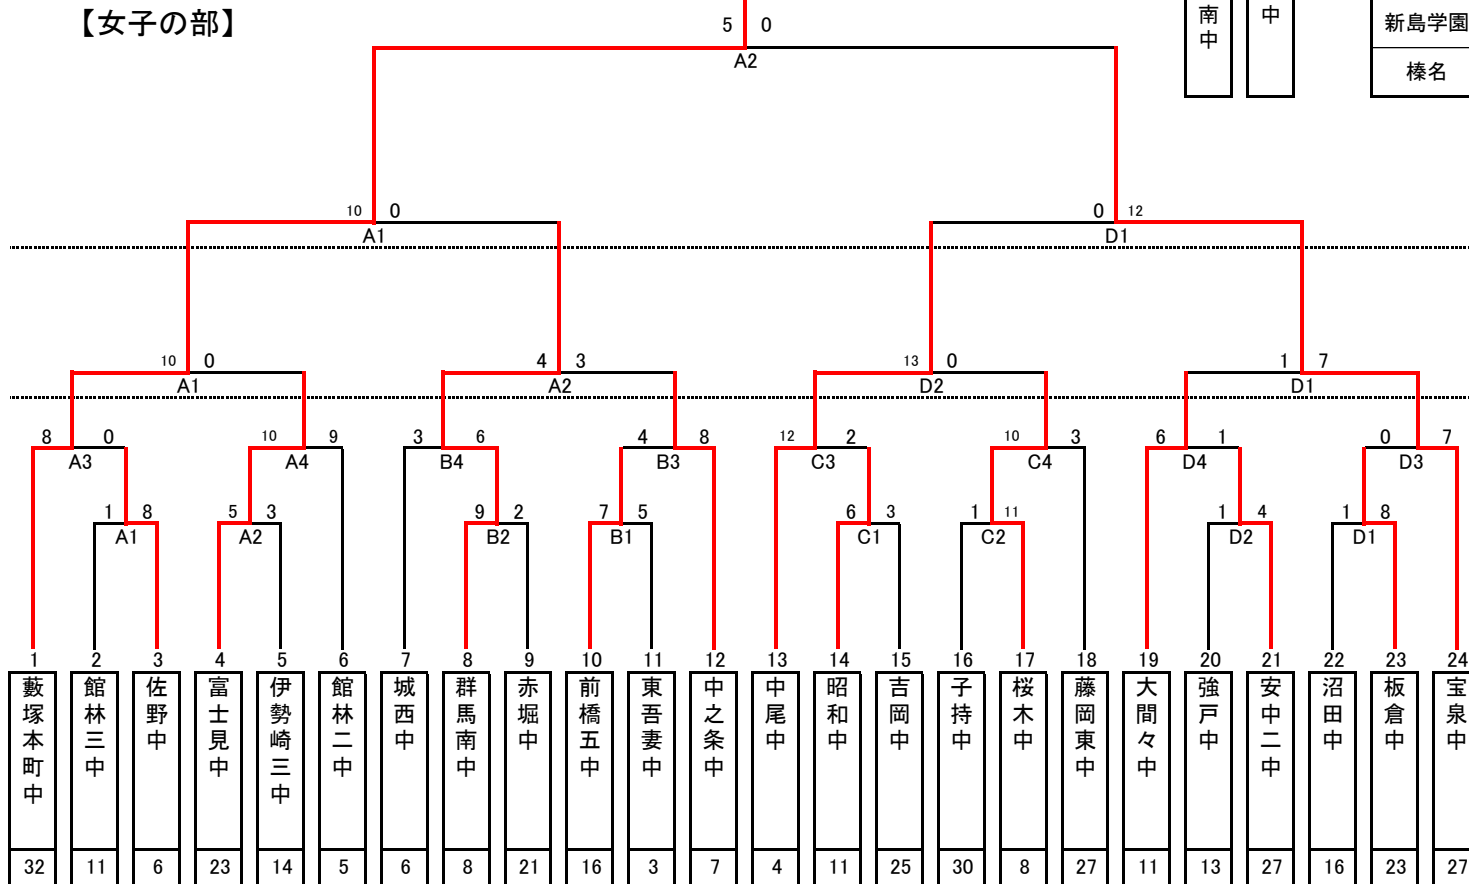 【女子の部】
南中
中
新島学園
榛名
5 0
A2
10 0
A1
0 12
D1
10 0
A1
4 3
A2
13 0
D2
1 7
D1
8 0
A3
10 9
A4
3 6
B4
4 8
B3
12 2
C3
10 3
C4
6 1
D4
0 7
D3
1 8
A1
5 3
A2
9 2
B2
7 5
B1
6 3
C1
1 11
C2
1 4
D2
1 8
D1
1 2 3 4 5 6 7 8 9 10 11 12 13 14 15 16 17 18 19 20 21 22 23 24
藪塚本町中
館林三中
佐野中
富士見中
伊勢崎三中
館林二中
城西中
群馬南中
赤堀中
前橋五中
東吾妻中
中之条中
中尾中
昭和中
吉岡中
子持中
桜木中
藤岡東中
大間々中
強戸中
安中二中
沼田中
板倉中
宝泉中
32 11 6 23 14 5 6 8 21 16 3 7 4 11 25 30 8 27 11 13 27 16 23 27